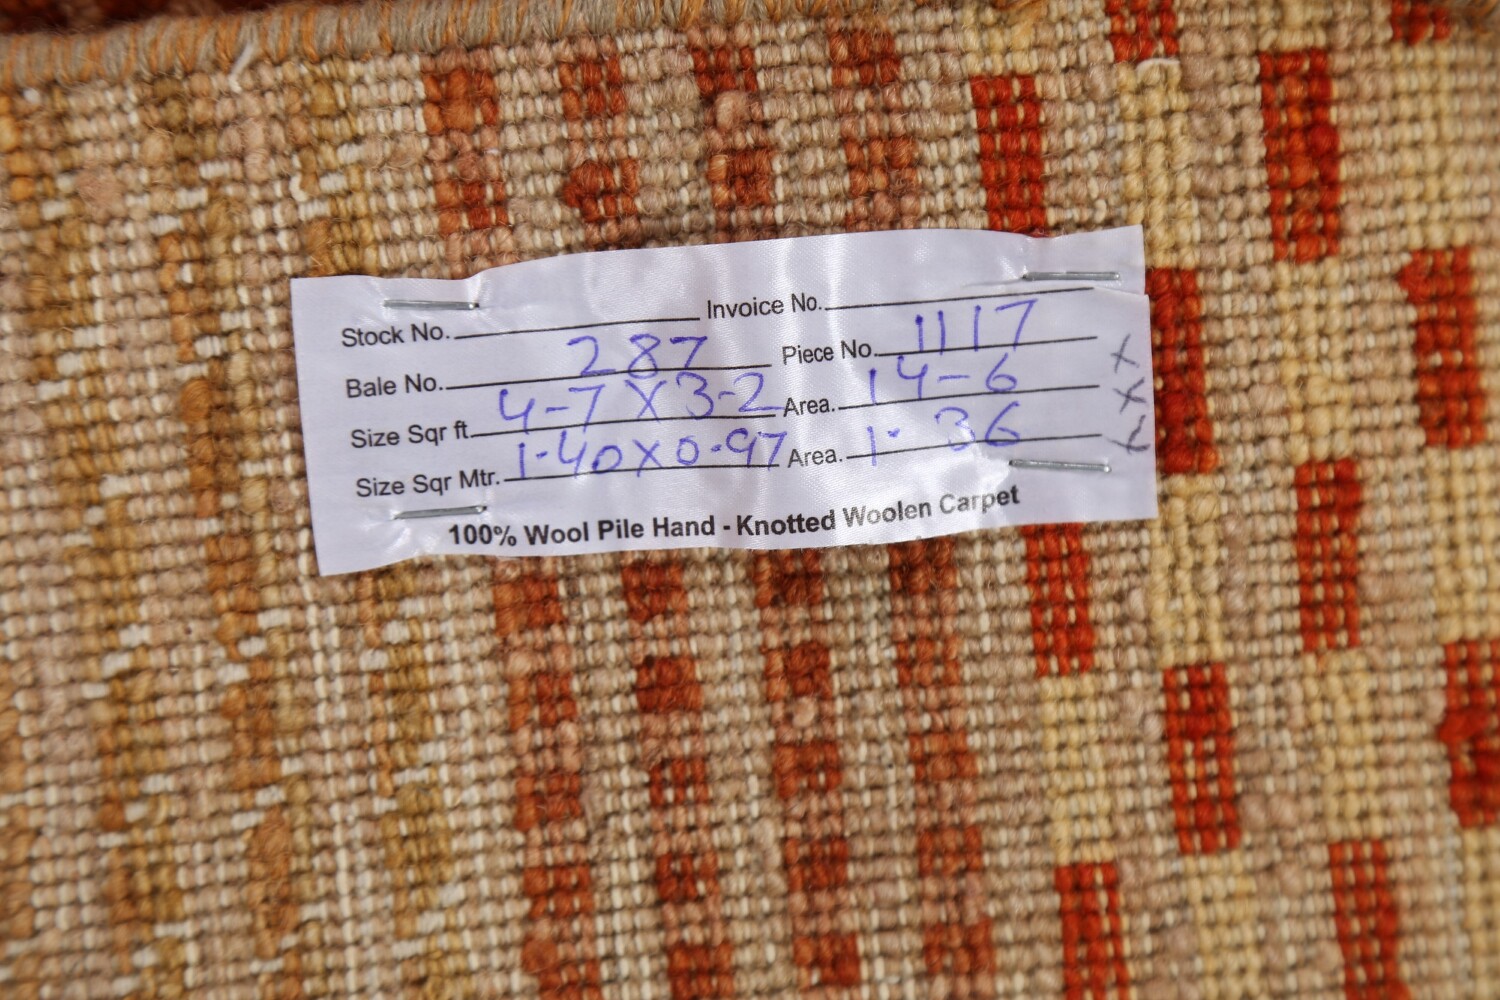 Stock No. Invoice No.
Bale No. 287 Piece No. 1117
Size Sqr ft. 4-7 X 3-2 Area. 14-6
Size Sqr Mtr. 1.40 X 0.97 Area. 1.36
100% Wool Pile Hand - Knotted Woolen Carpet